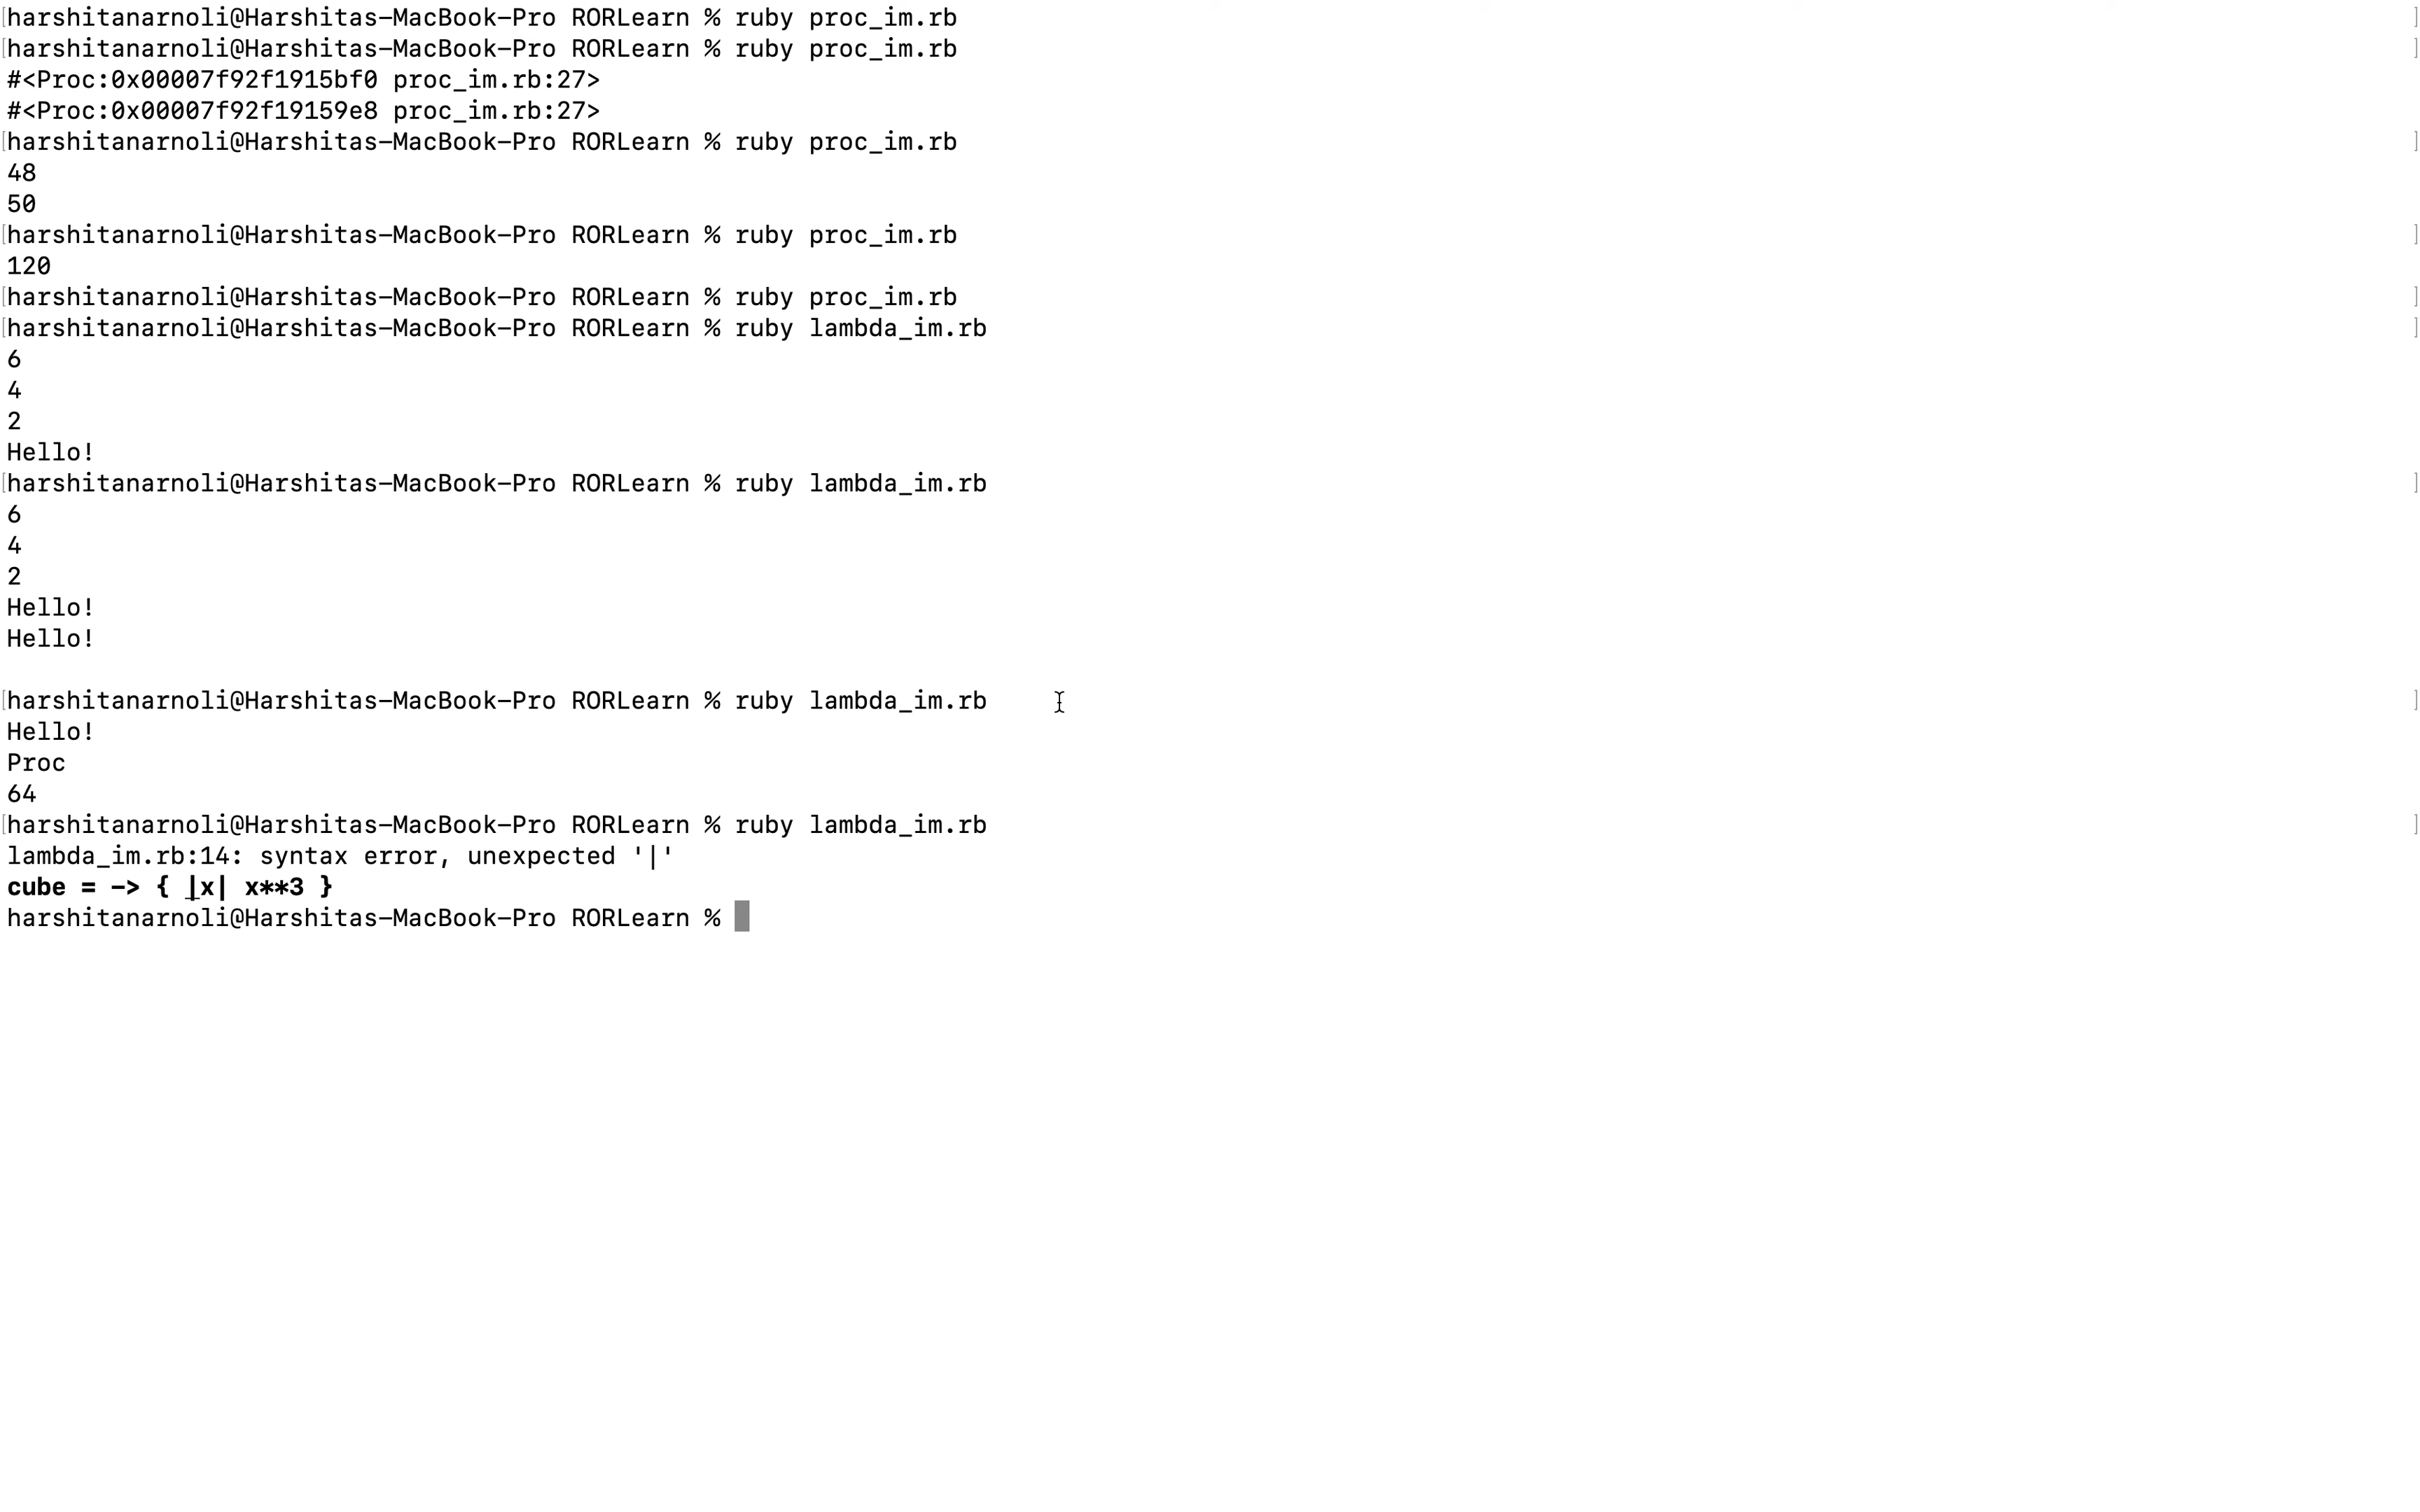 harshitanarnoli@Harshitas-MacBook-Pro RORLearn % ruby proc_im.rb
harshitanarnoli@Harshitas-MacBook-Pro RORLearn % ruby proc_im.rb
#<Proc:0x00007f92f1915bf0 proc_im.rb:27>
#<Proc:0x00007f92f19159e8 proc_im.rb:27>
harshitanarnoli@Harshitas-MacBook-Pro RORLearn % ruby proc_im.rb
48
50
harshitanarnoli@Harshitas-MacBook-Pro RORLearn % ruby proc_im.rb
120
harshitanarnoli@Harshitas-MacBook-Pro RORLearn % ruby proc_im.rb
harshitanarnoli@Harshitas-MacBook-Pro RORLearn % ruby lambda_im.rb
6
4
2
Hello!
harshitanarnoli@Harshitas-MacBook-Pro RORLearn % ruby lambda_im.rb
6
4
2
Hello!
Hello!
harshitanarnoli@Harshitas-MacBook-Pro RORLearn % ruby lambda_im.rb
Hello!
Proc
64
harshitanarnoli@Harshitas-MacBook-Pro RORLearn % ruby lambda_im.rb
lambda_im.rb:14: syntax error, unexpected '|'
cube = -> { |x| x**3 }
harshitanarnoli@Harshitas-MacBook-Pro RORLearn %